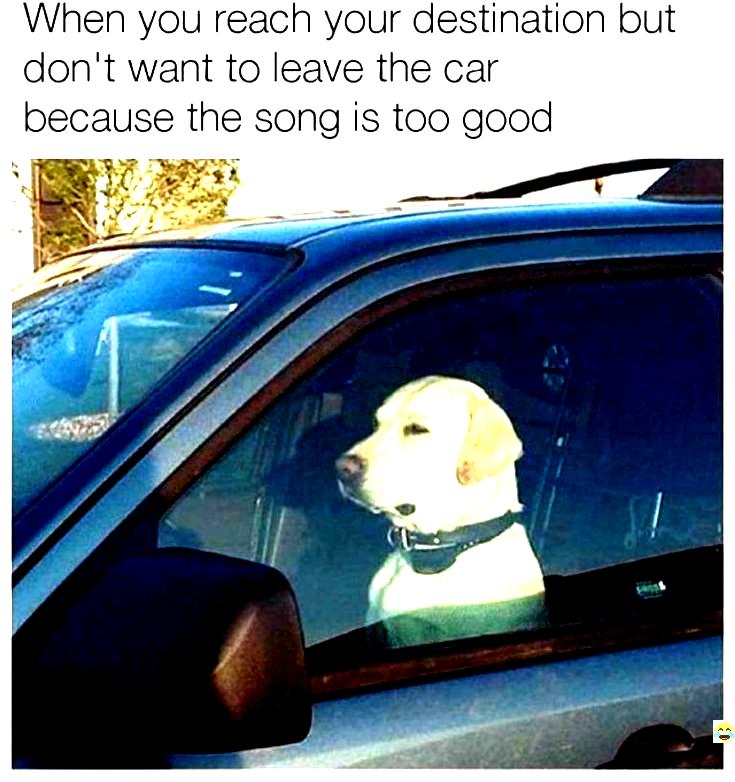 When you reach your destination but
don't want to leave the car
because the song is too good